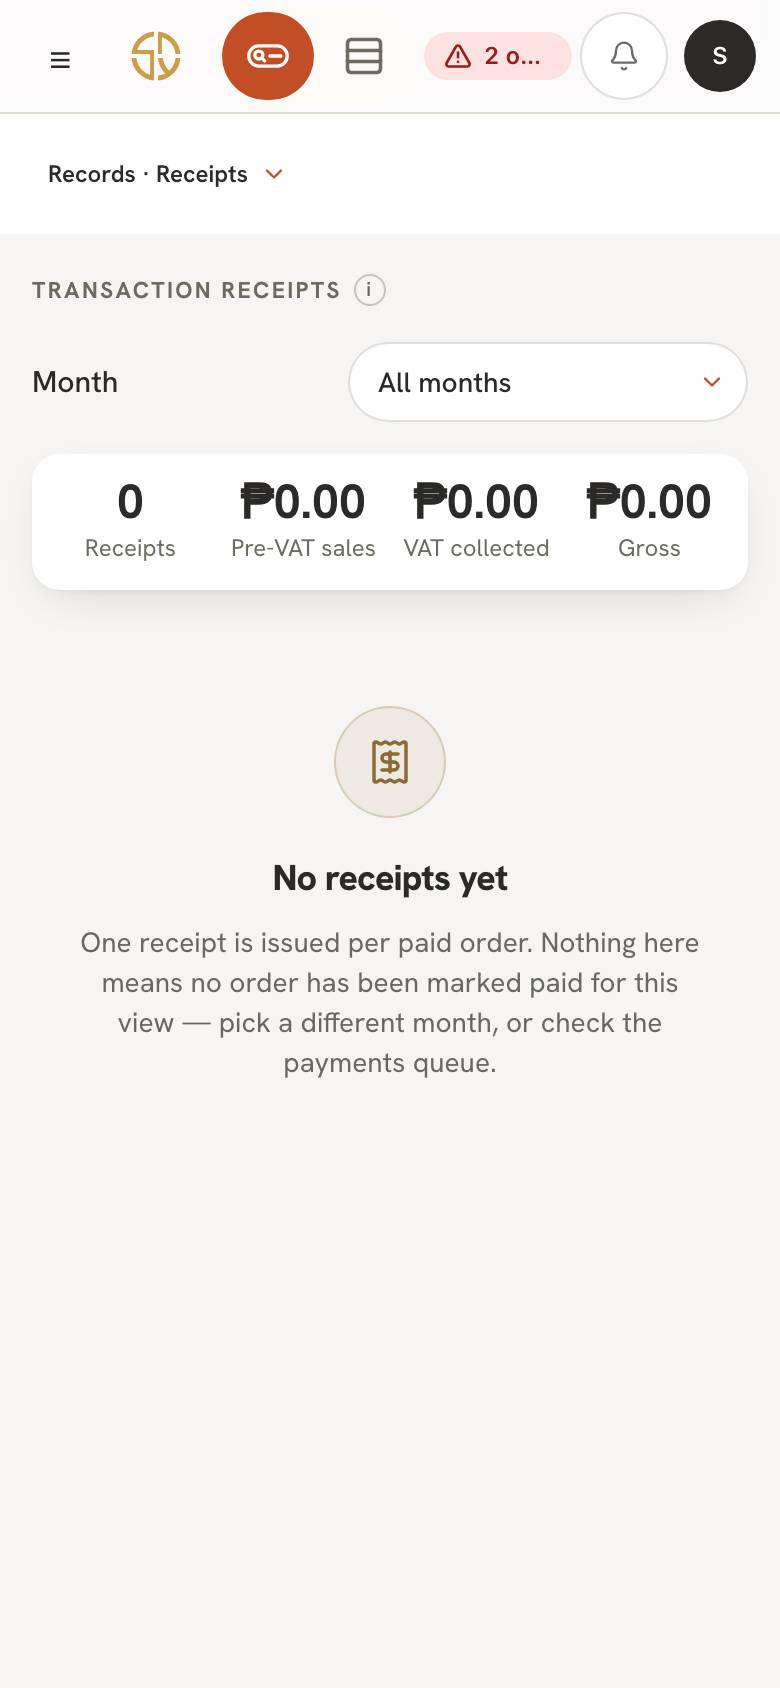 2 o...
S
Records · Receipts
TRANSACTION RECEIPTS i
Month
All months
0 ₱0.00 ₱0.00 ₱0.00
Receipts Pre-VAT sales VAT collected Gross
No receipts yet
One receipt is issued per paid order. Nothing here
means no order has been marked paid for this
view — pick a different month, or check the
payments queue.